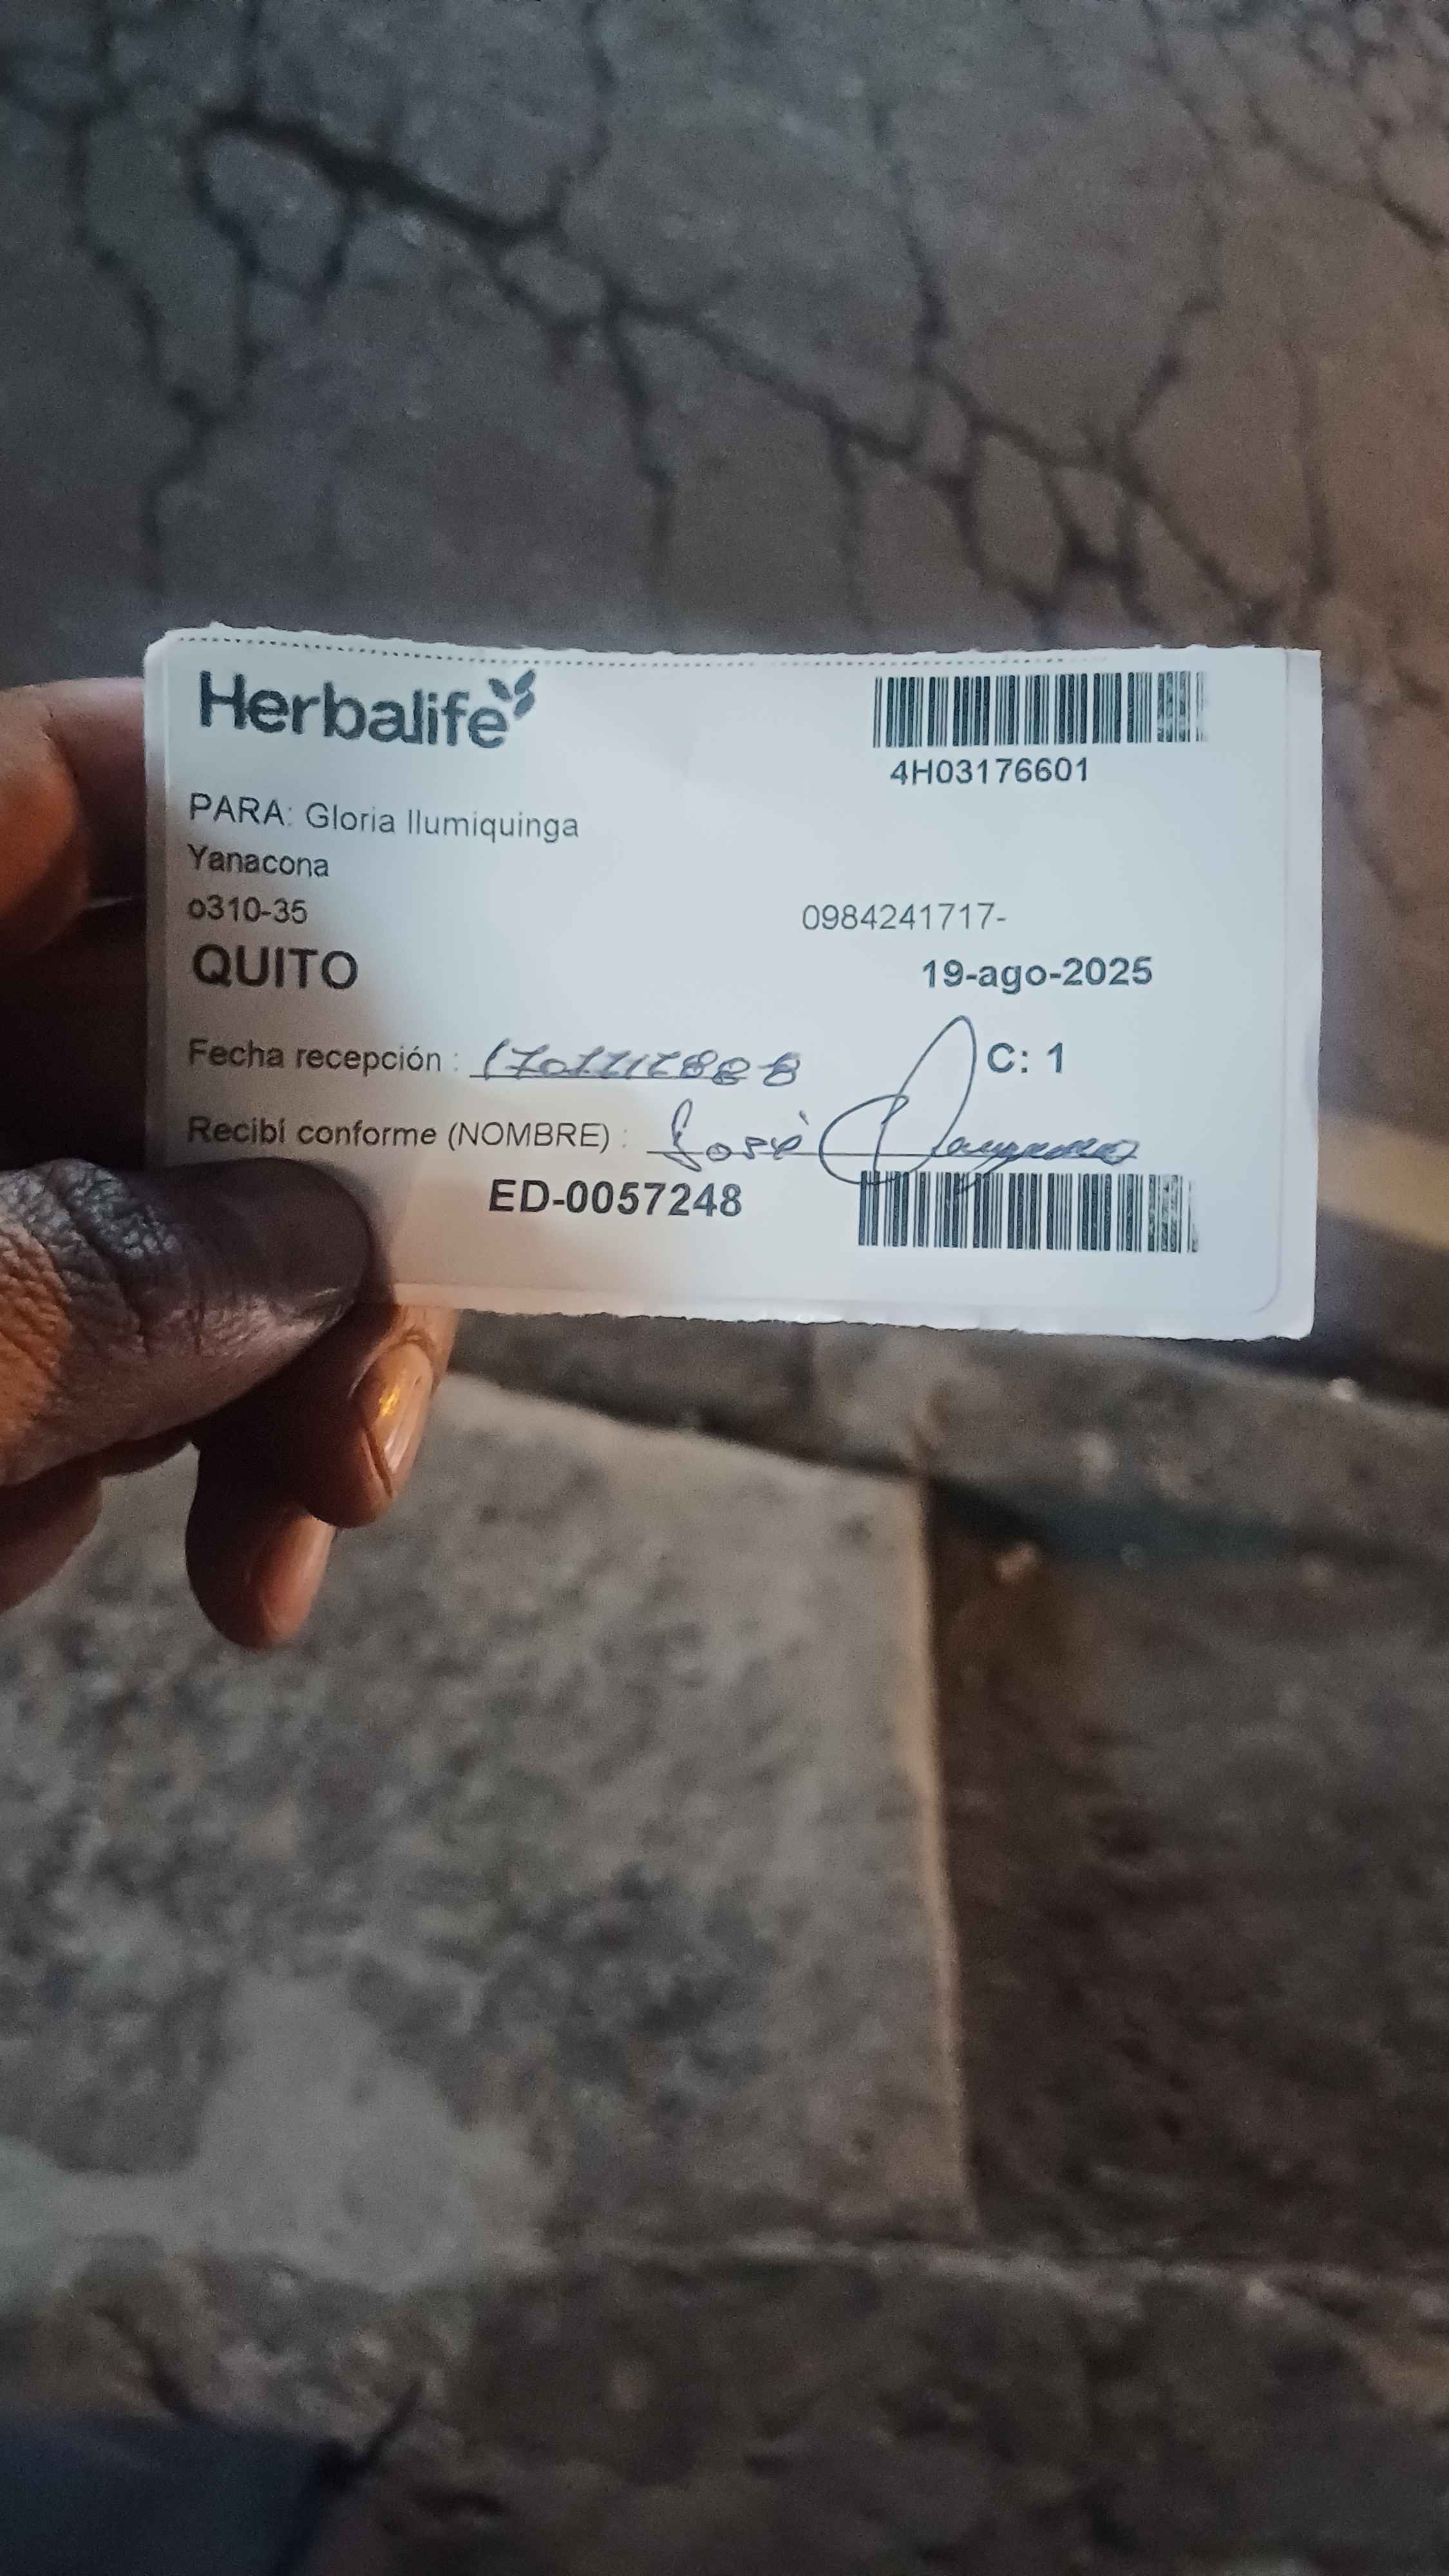 Herbalife
4H03176601
PARA: Gloria Ilumiquinga
Yanacona
o310-35
0984241717-
QUITO
19-ago-2025
Fecha recepción :
C: 1
Recibí conforme (NOMBRE) : José
ED-0057248